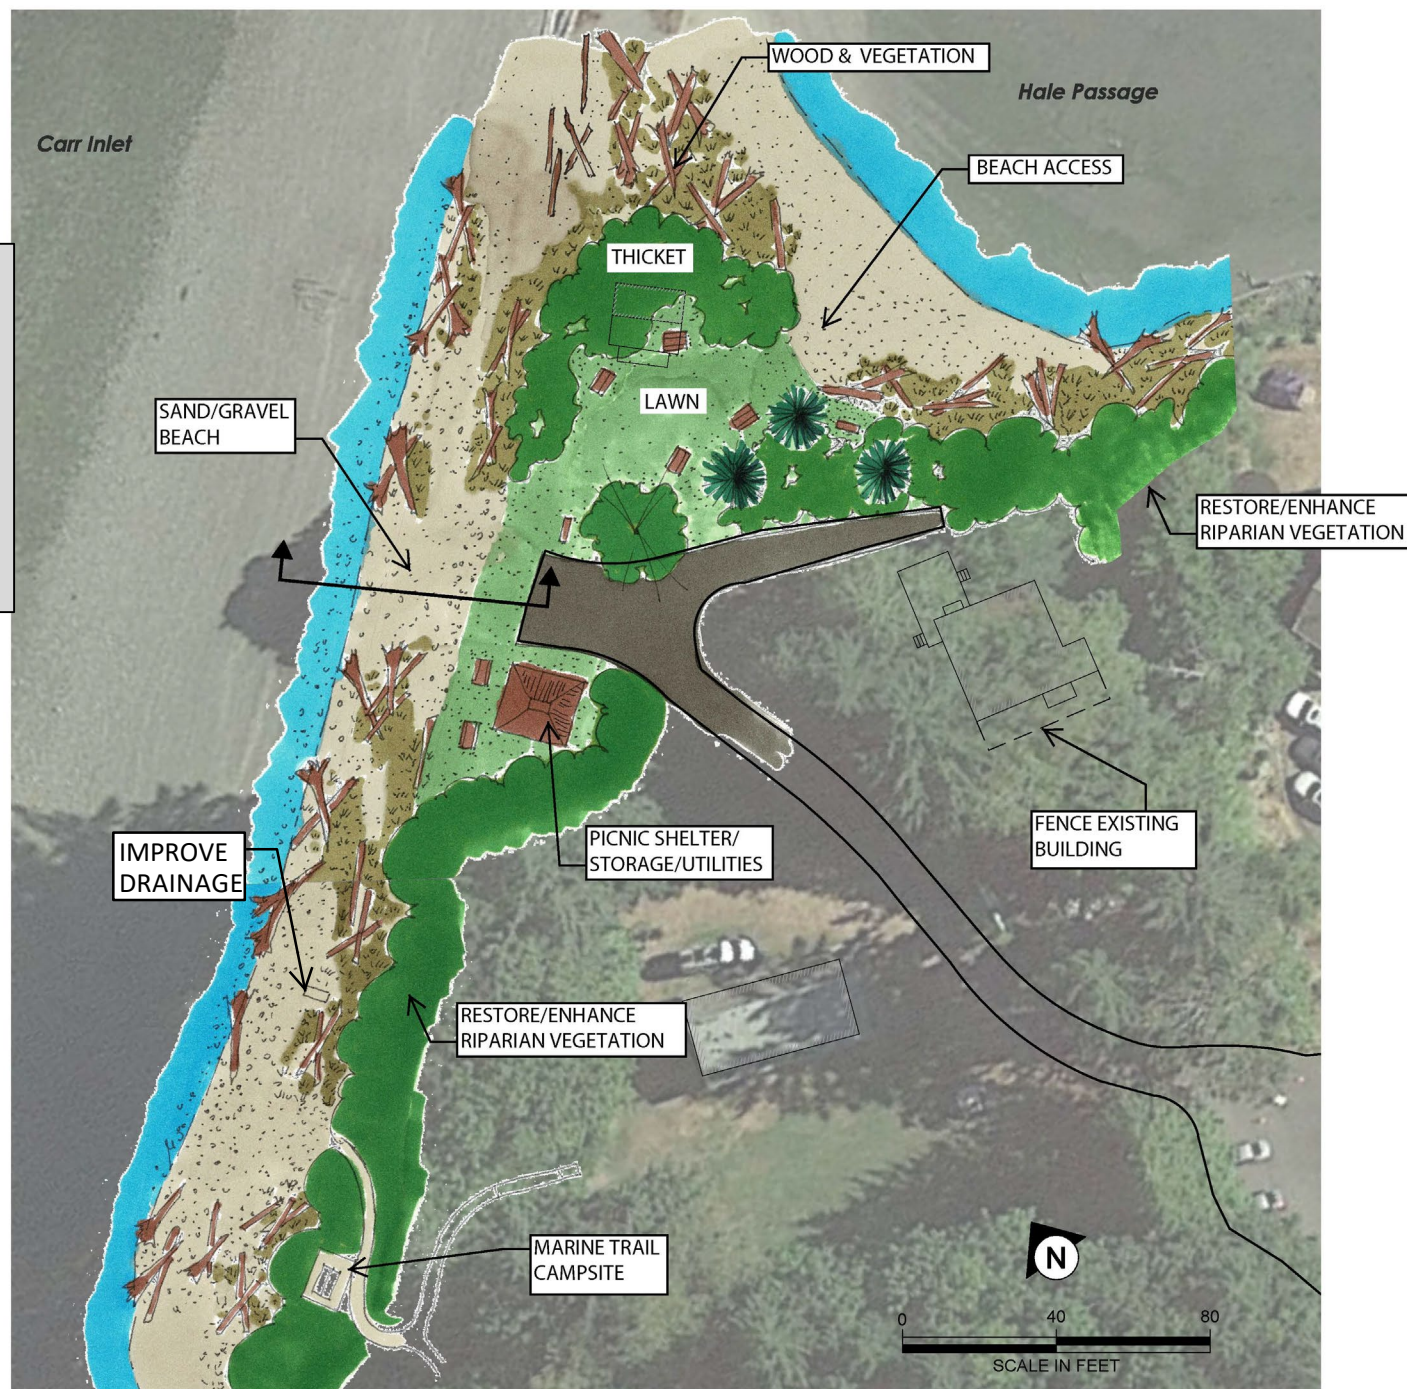 WOOD & VEGETATION
Hale Passage
Carr Inlet
BEACH ACCESS
THICKET
LAWN
SAND/GRAVEL
BEACH
RESTORE/ENHANCE
RIPARIAN VEGETATION
FENCE EXISTING
BUILDING
PICNIC SHELTER/
STORAGE/UTILITIES
IMPROVE
DRAINAGE
RESTORE/ENHANCE
RIPARIAN VEGETATION
MARINE TRAIL
CAMPSITE
N
0 40 80
SCALE IN FEET